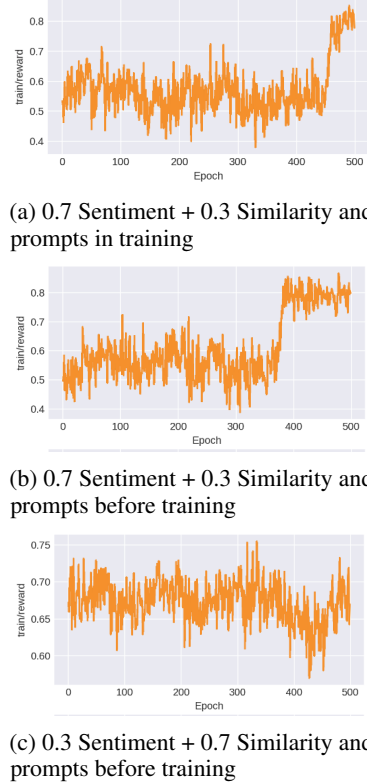 0.8
0.7
0.6
0.5
0.4
train/reward
0 100 200 300 400 500
Epoch
(a) 0.7 Sentiment + 0.3 Similarity and
prompts in training
0.8
0.7
0.6
0.5
0.4
train/reward
0 100 200 300 400 500
Epoch
(b) 0.7 Sentiment + 0.3 Similarity and
prompts before training
0.75
0.70
0.65
0.60
train/reward
0 100 200 300 400 500
Epoch
(c) 0.3 Sentiment + 0.7 Similarity and
prompts before training